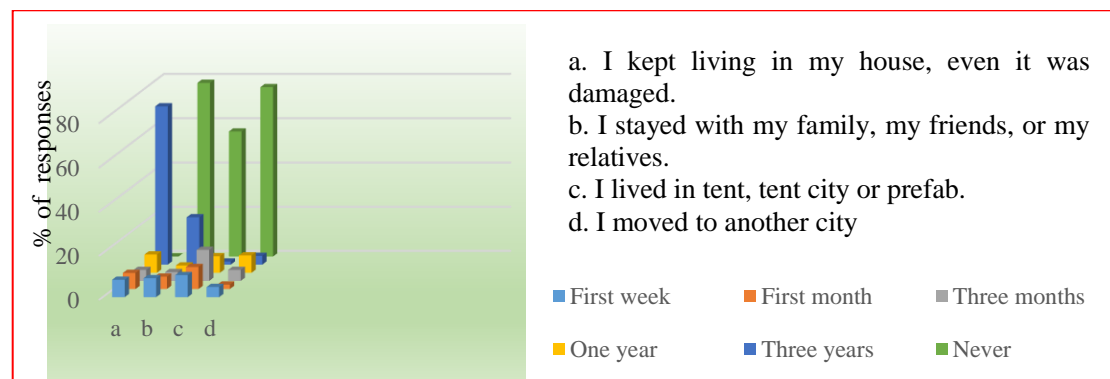 % of responses
80
60
40
20
0
a b c d
a. I kept living in my house, even it was
damaged.
b. I stayed with my family, my friends, or my
relatives.
c. I lived in tent, tent city or prefab.
d. I moved to another city
First week First month Three months
One year Three years Never